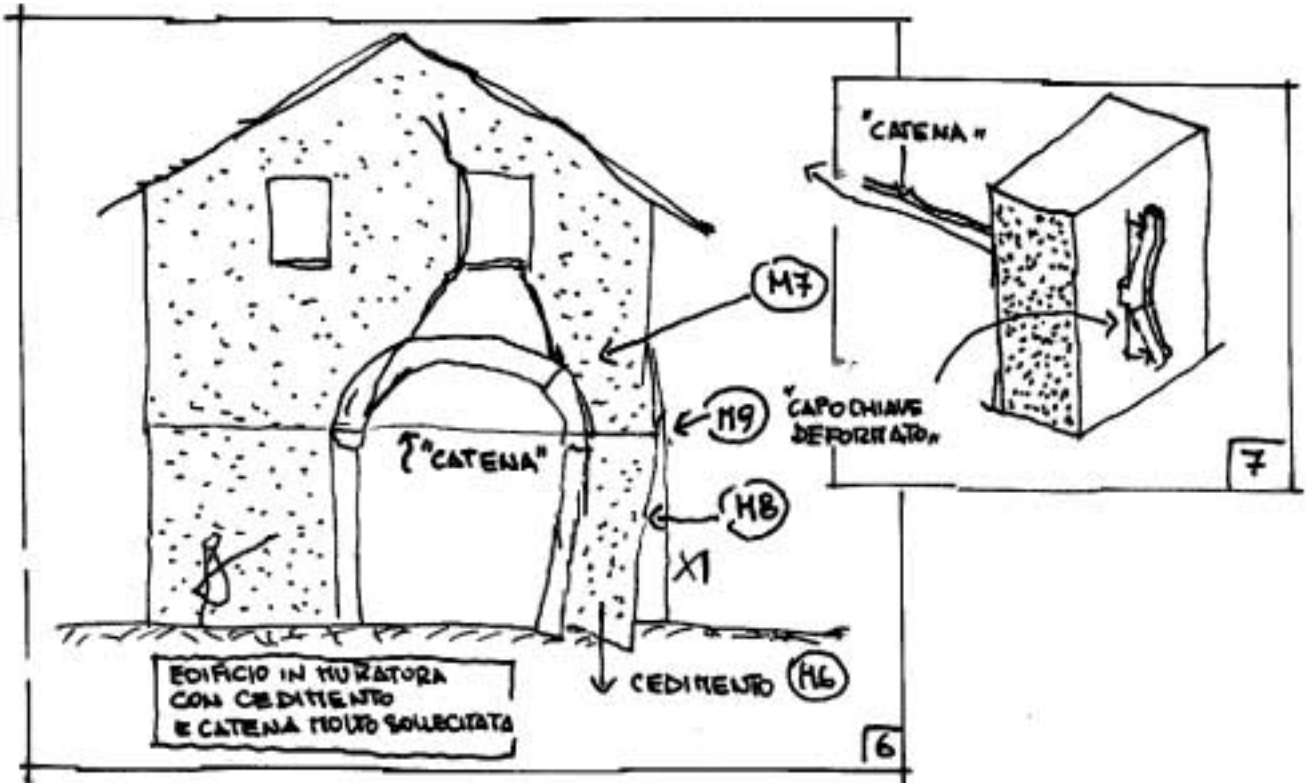 "CATENA"
M7
M9
"CAPOCHIAVE
DEFORMATO"
7
"CATENA"
M8
CEDIMENTO M6
EDIFICIO IN MURATURA
CON CEDIMENTO
E CATENA MOLTO SOLLECITATA
6